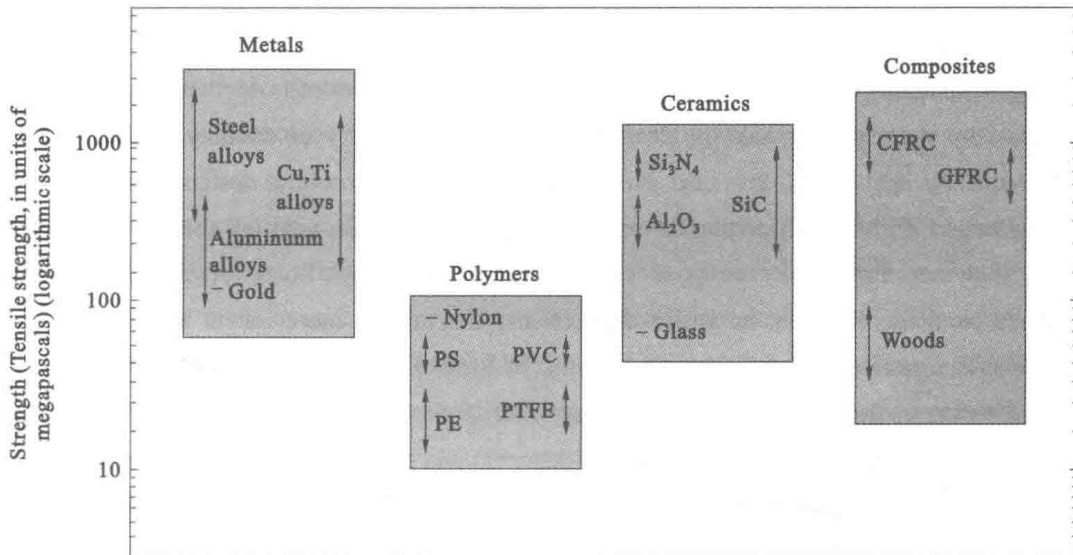 Strength (Tensile strength, in units of
megapascals) (logarithmic scale)
1000
100
10
Metals
Steel
alloys
Cu,Ti
alloys
Aluminunm
alloys
– Gold
Polymers
– Nylon
PS
PVC
PE
PTFE
Ceramics
Si₃N₄
SiC
Al₂O₃
– Glass
Composites
CFRC
GFRC
Woods